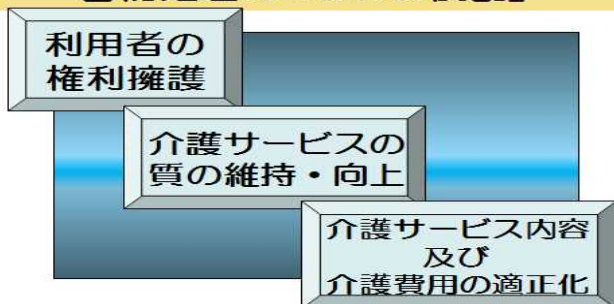 利用者の
権利擁護
介護サービスの
質の維持・向上
介護サービス内容
及び
介護費用の適正化